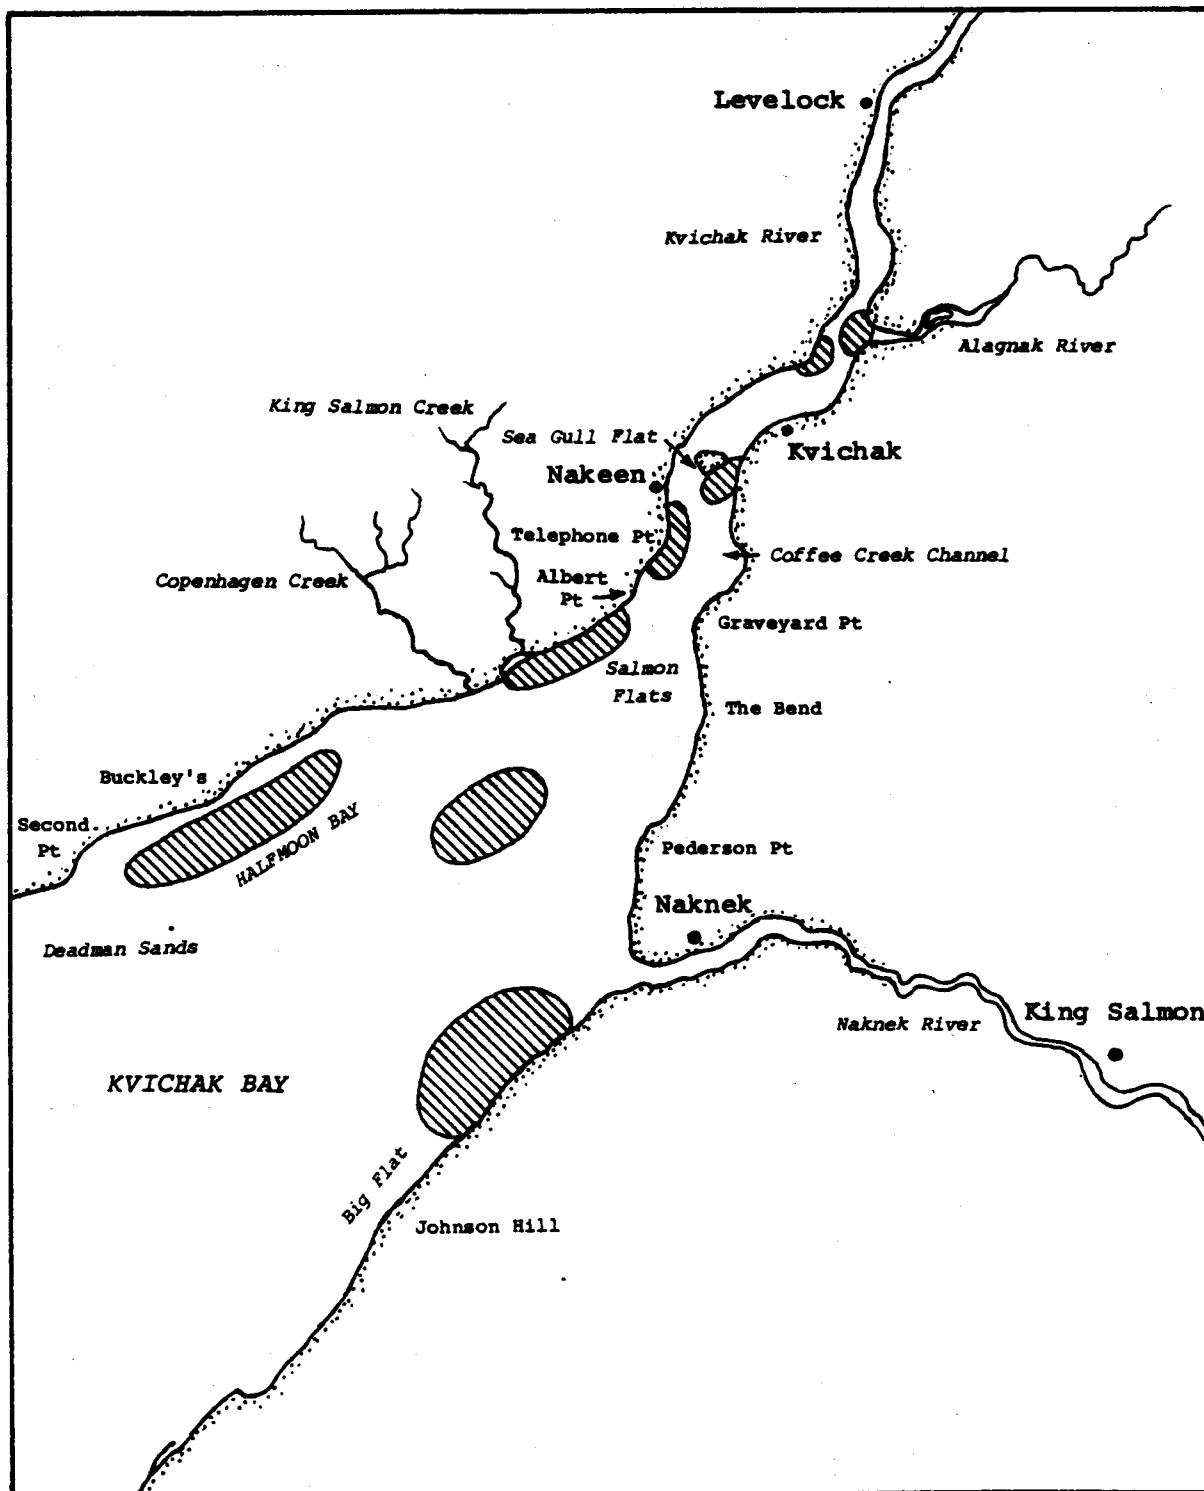 Levelock
Kvichak River
Alagnak River
King Salmon Creek
Sea Gull Flat
Kvichak
Nakeen
Telephone Pt
Coffee Creek Channel
Copenhagen Creek
Albert
Pt
Graveyard Pt
Salmon
Flats
The Bend
Buckley's
Second
Pt
HALFMOON BAY
Pederson Pt
Naknek
Deadman Sands
Naknek River
King Salmon
KVICHAK BAY
Big Flat
Johnson Hill